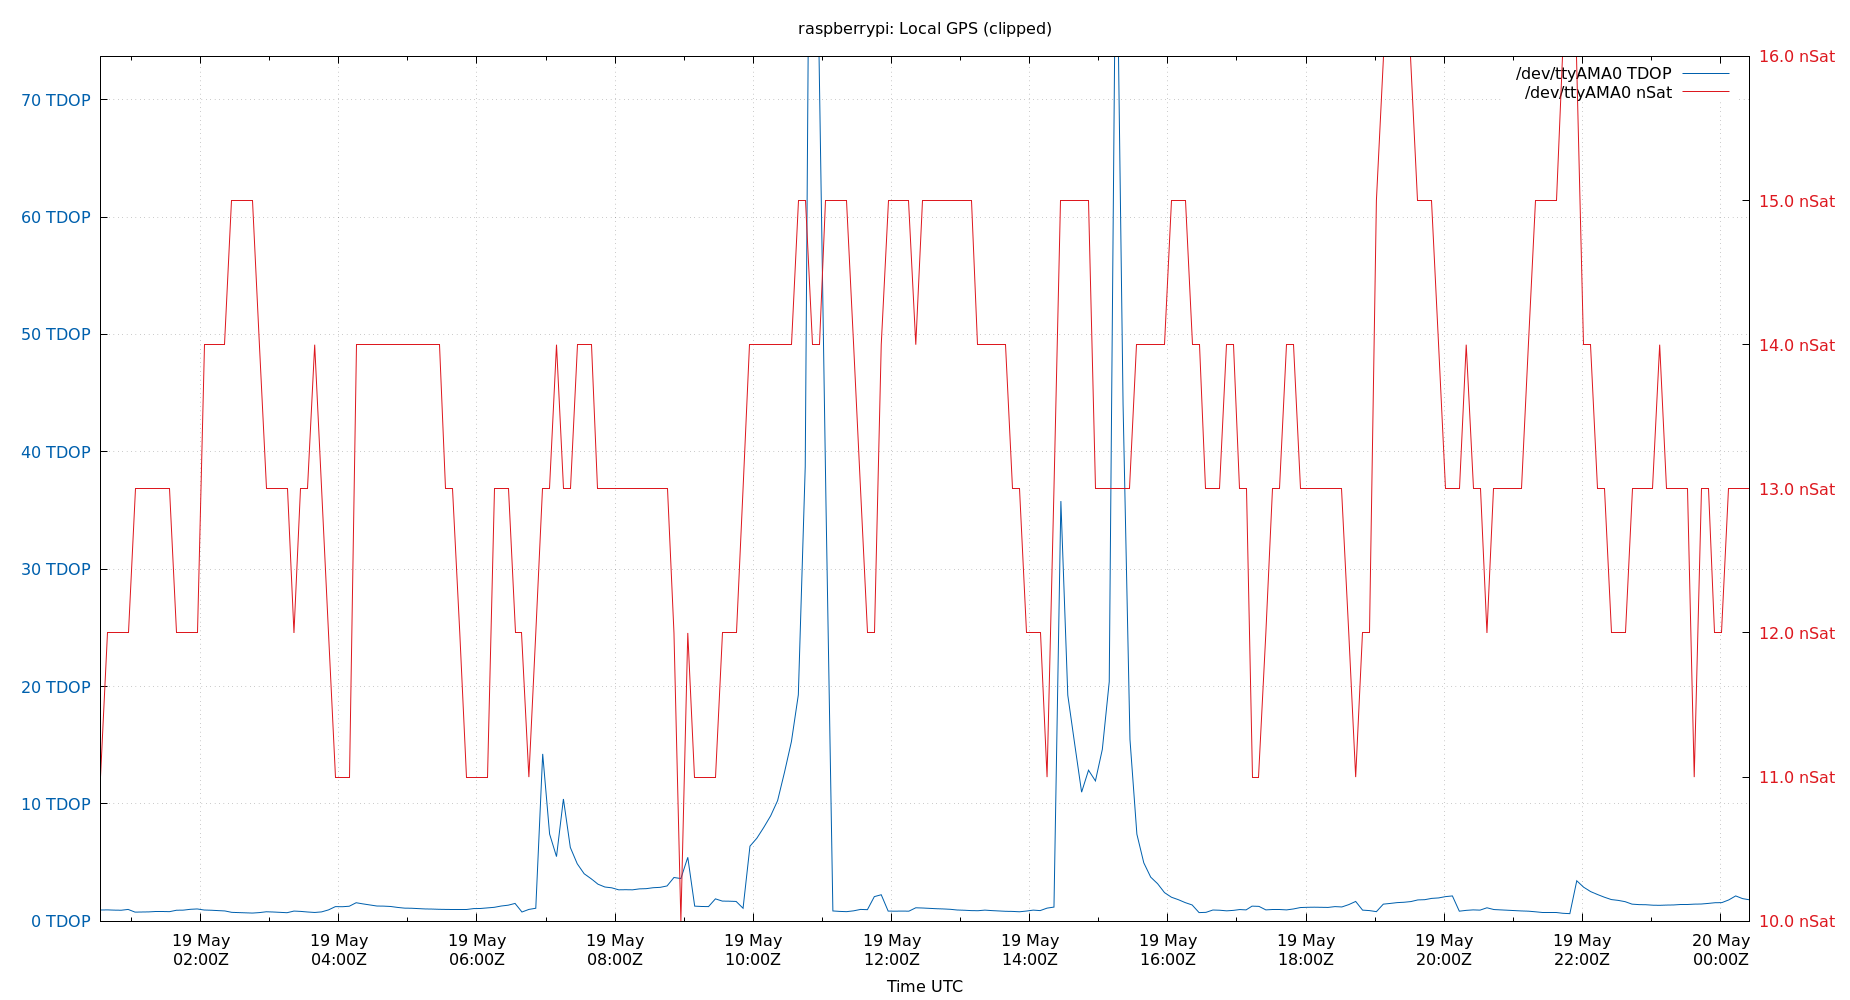 raspberrypi: Local GPS (clipped)
/dev/ttyAMA0 TDOP
/dev/ttyAMA0 nSat
70 TDOP
60 TDOP
50 TDOP
40 TDOP
30 TDOP
20 TDOP
10 TDOP
0 TDOP
16.0 nSat
15.0 nSat
14.0 nSat
13.0 nSat
12.0 nSat
11.0 nSat
10.0 nSat
19 May
02:00Z
19 May
04:00Z
19 May
06:00Z
19 May
08:00Z
19 May
10:00Z
19 May
12:00Z
19 May
14:00Z
19 May
16:00Z
19 May
18:00Z
19 May
20:00Z
19 May
22:00Z
20 May
00:00Z
Time UTC